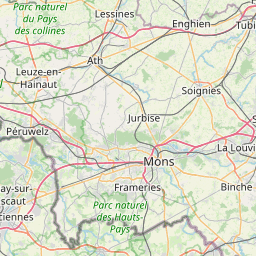 Parc naturel
du Pays
des collines
Lessines
Enghien
Tubi
Ath
Leuze-en-
Hainaut
Soignies
Jurbise
Péruwelz
La Louvi
Mons
ay-sur-
scaut
Frameries
Binche
ciennes
Parc naturel
des Hauts-
Pays